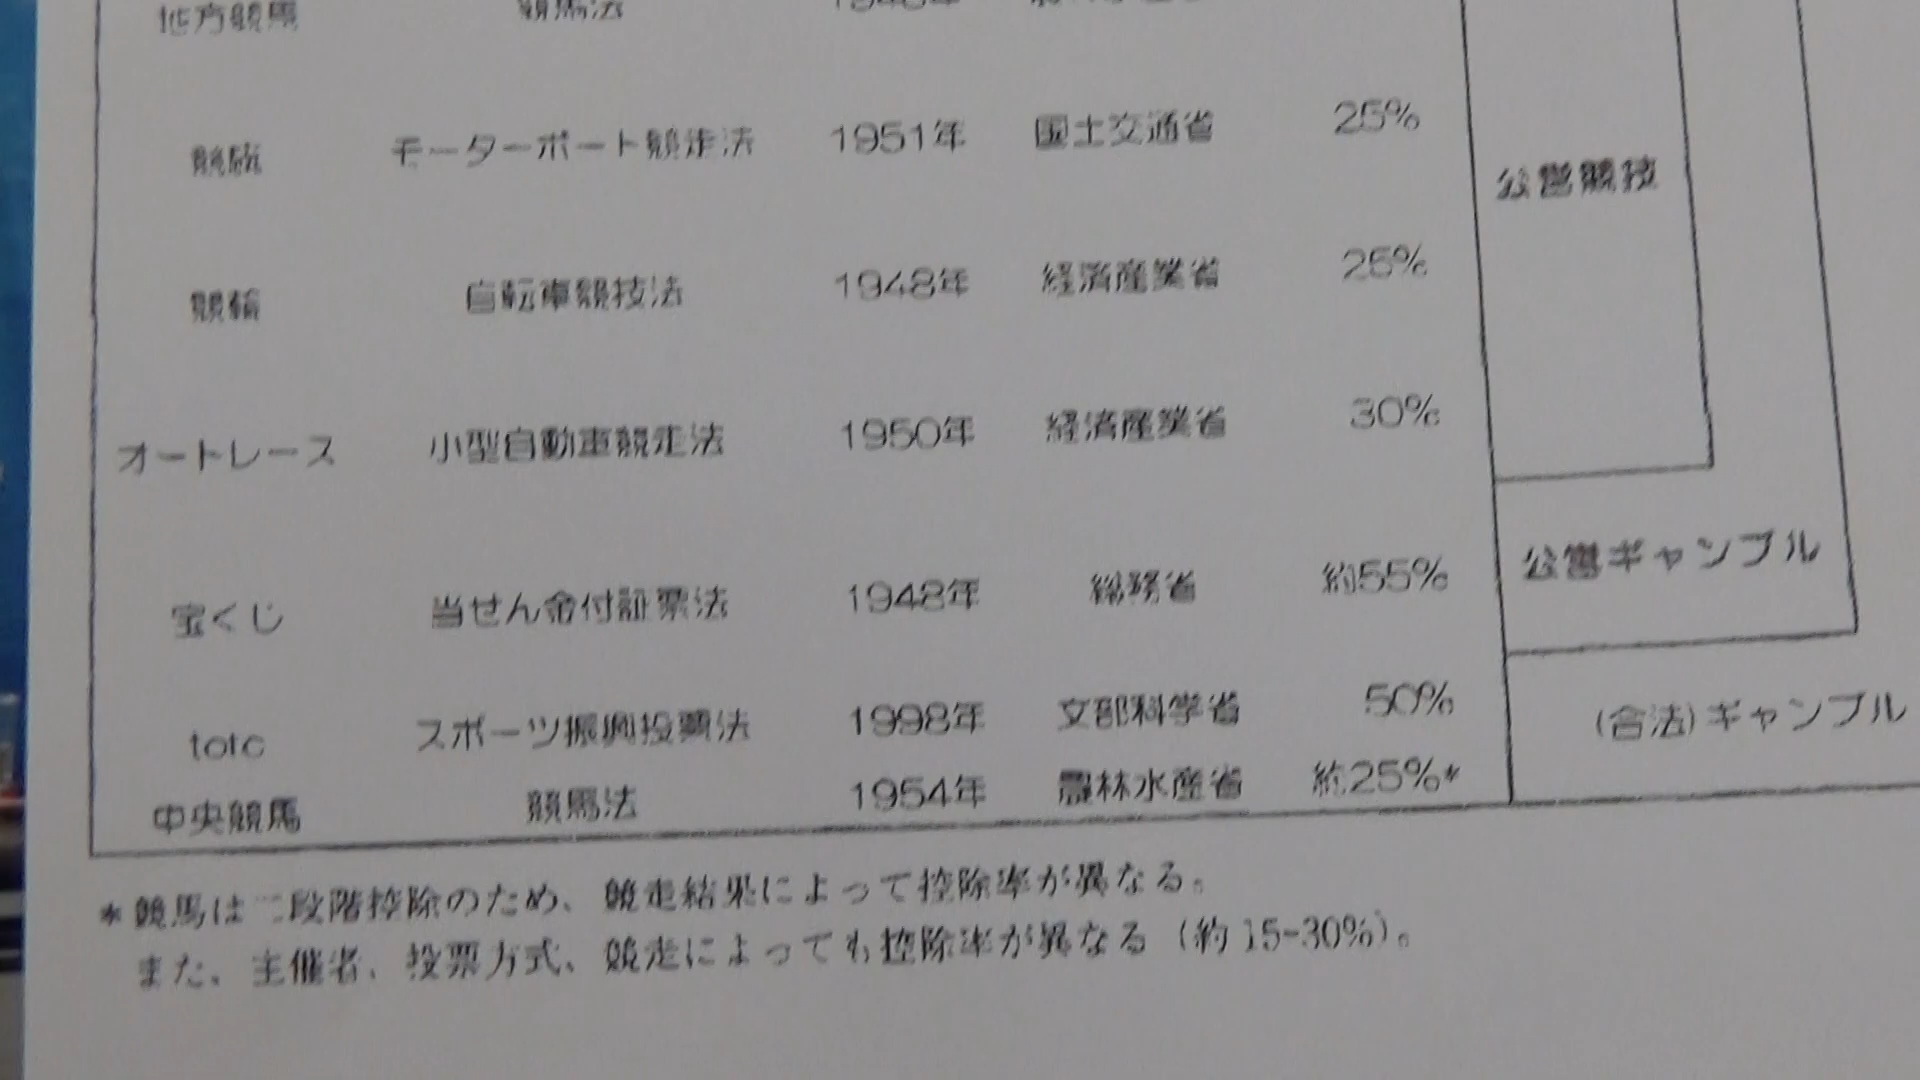 地方競馬 競馬法
競艇 モーターボート競走法 1951年 国土交通省 25%
公営競技
競輪 自転車競技法 1948年 経済産業省 25%
オートレース 小型自動車競走法 1950年 経済産業省 30%
宝くじ 当せん金付証票法 1948年 総務省 約55%
公営ギャンブル
toto スポーツ振興投票法 1998年 文部科学省 50%
(合法)ギャンブル
中央競馬 競馬法 1954年 農林水産省 約25%*
*競馬は二段階控除のため、競走結果によって控除率が異なる。
また、主催者、投票方式、競走によっても控除率が異なる(約15-30%)。